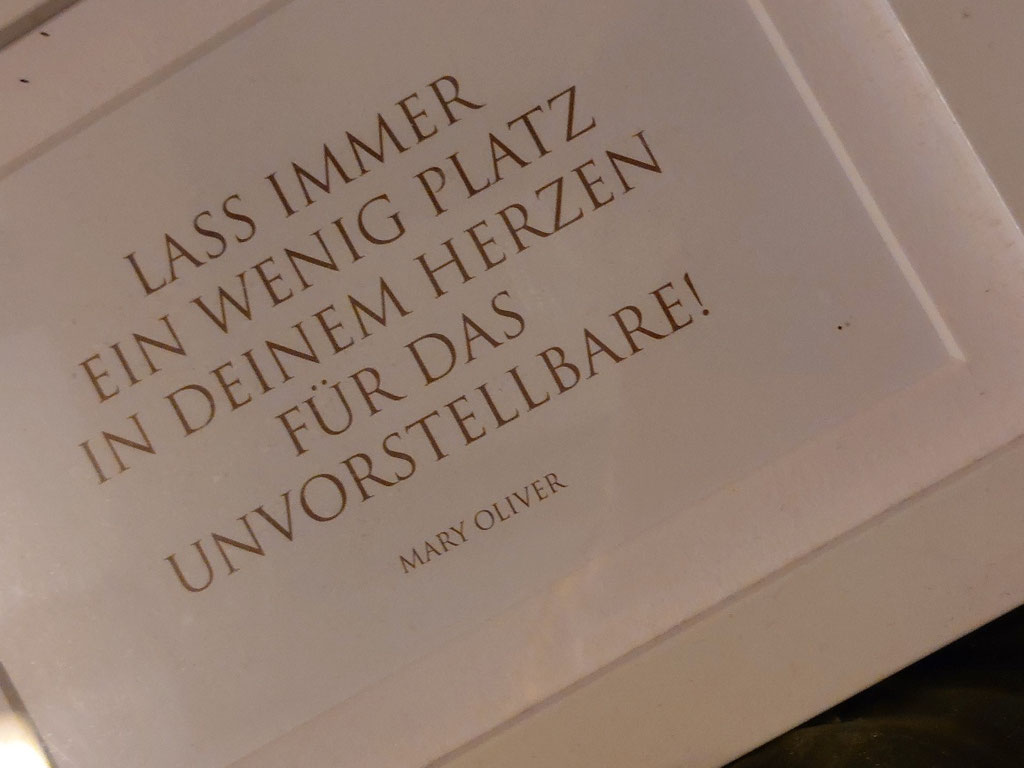 LASS IMMER
EIN WENIG PLATZ
IN DEINEM HERZEN
FÜR DAS
UNVORSTELLBARE!
MARY OLIVER